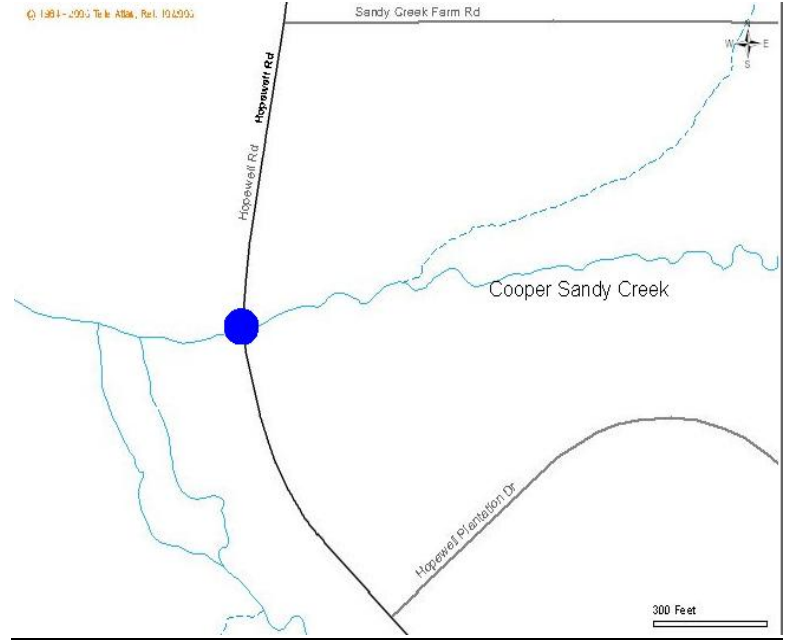 Sandy Creek Farm Rd
W E
S
Hopewell Rd
Hopewell Rd
Cooper Sandy Creek
Hopewell Plantation Dr
300 Feet